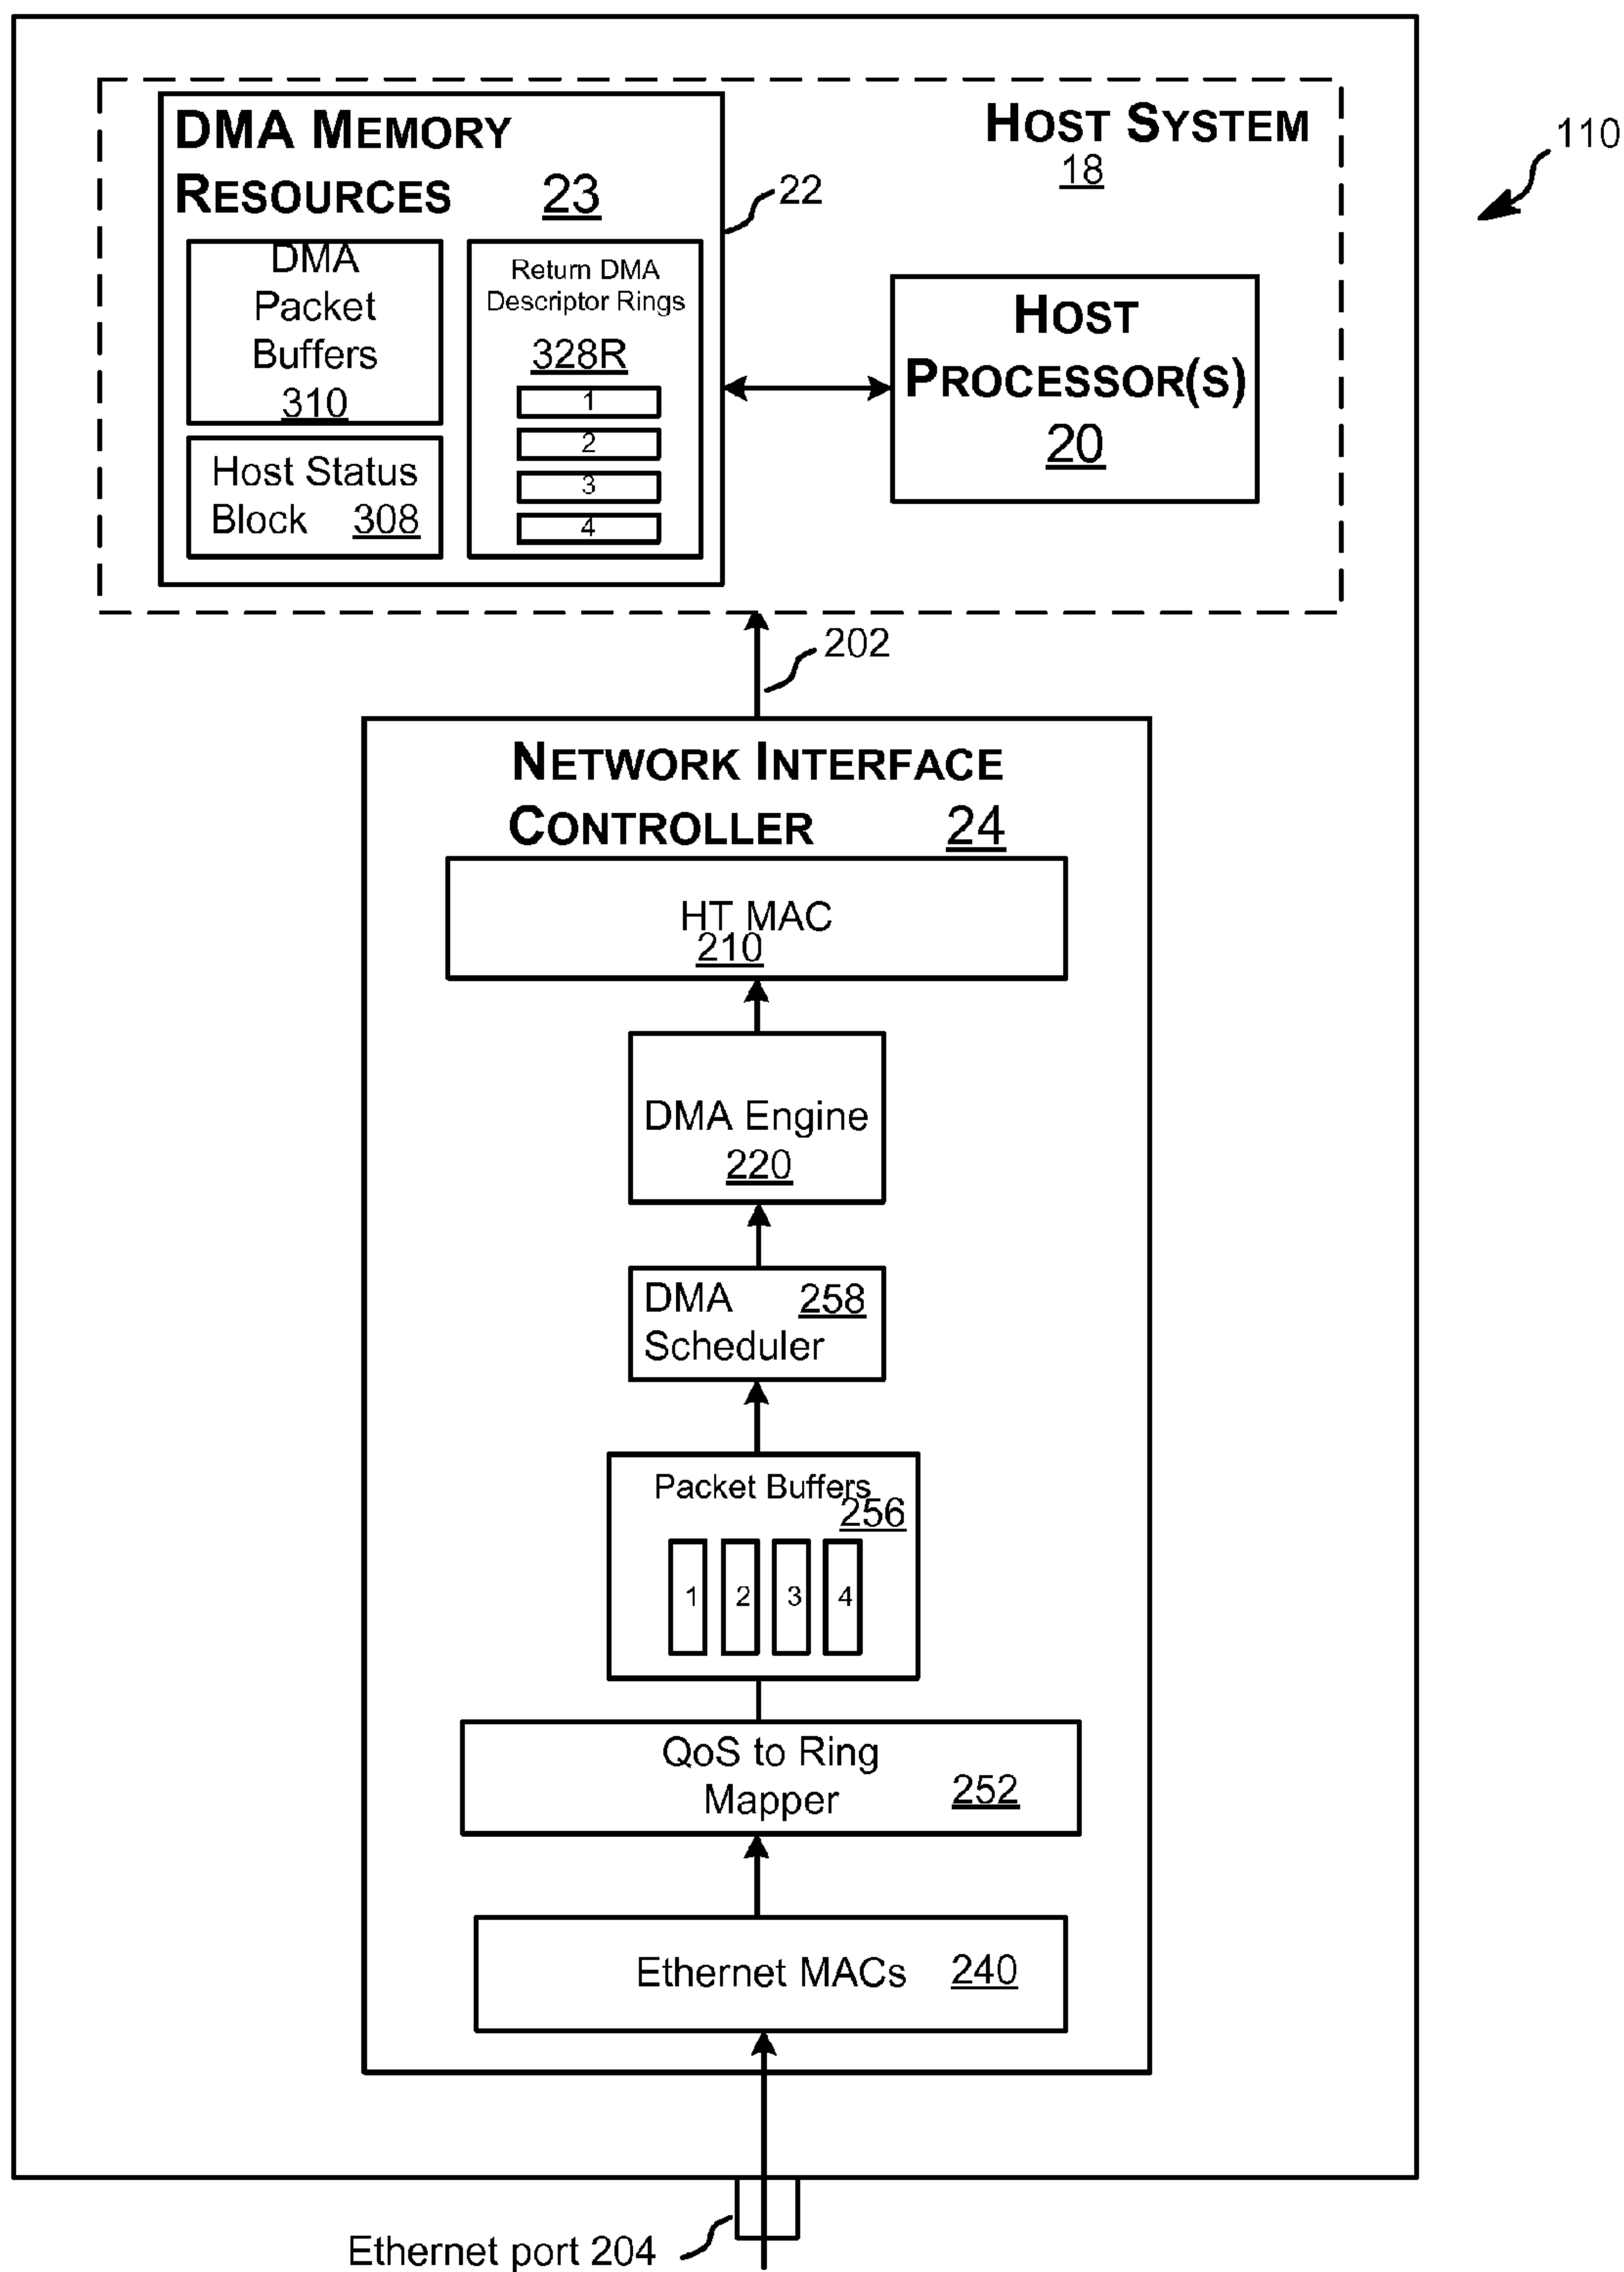 110
DMA MEMORY
RESOURCES 23
HOST SYSTEM
18
22
DMA
Packet
Buffers
310
Host Status
Block 308
Return DMA
Descriptor Rings
328R
1
2
3
4
HOST
PROCESSOR(S)
20
202
NETWORK INTERFACE
CONTROLLER 24
HT MAC
210
DMA Engine
220
DMA 258
Scheduler
Packet Buffers
256
1 2 3 4
QoS to Ring
Mapper 252
Ethernet MACs 240
Ethernet port 204